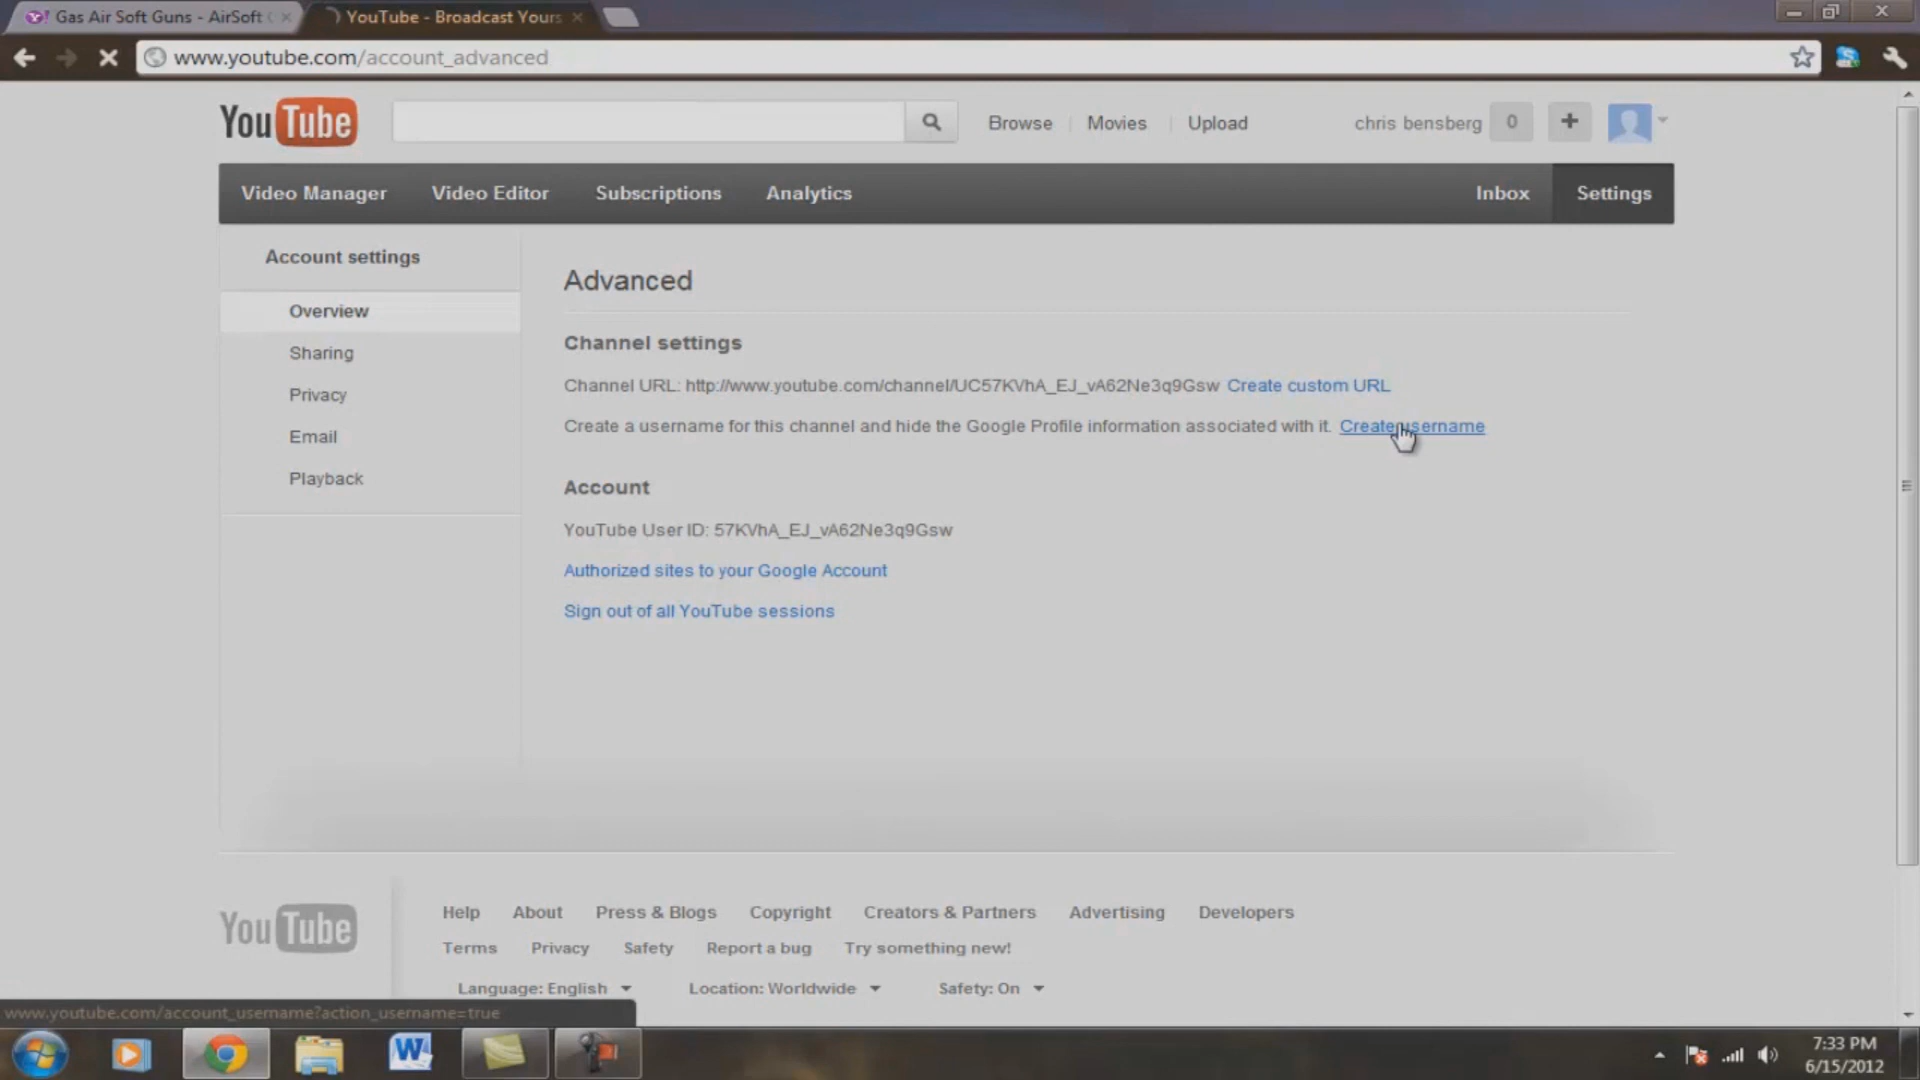 Gas Air Soft Guns - AirSoft
YouTube - Broadcast Yours
www.youtube.com/account_advanced
YouTube
Browse
Movies
Upload
chris bensberg
0
+
Video Manager
Video Editor
Subscriptions
Analytics
Inbox
Settings
Account settings
Overview
Sharing
Privacy
Email
Playback
Advanced
Channel settings
Channel URL: http://www.youtube.com/channel/UC57KVhA_EJ_vA62Ne3q9Gsw Create custom URL
Create a username for this channel and hide the Google Profile information associated with it. Create username
Account
YouTube User ID: 57KVhA_EJ_vA62Ne3q9Gsw
Authorized sites to your Google Account
Sign out of all YouTube sessions
YouTube
Help About Press & Blogs Copyright Creators & Partners Advertising Developers
Terms Privacy Safety Report a bug Try something new!
Language: English Location: Worldwide Safety: On
www.youtube.com/account_username?action_username=true
7:33 PM
6/15/2012